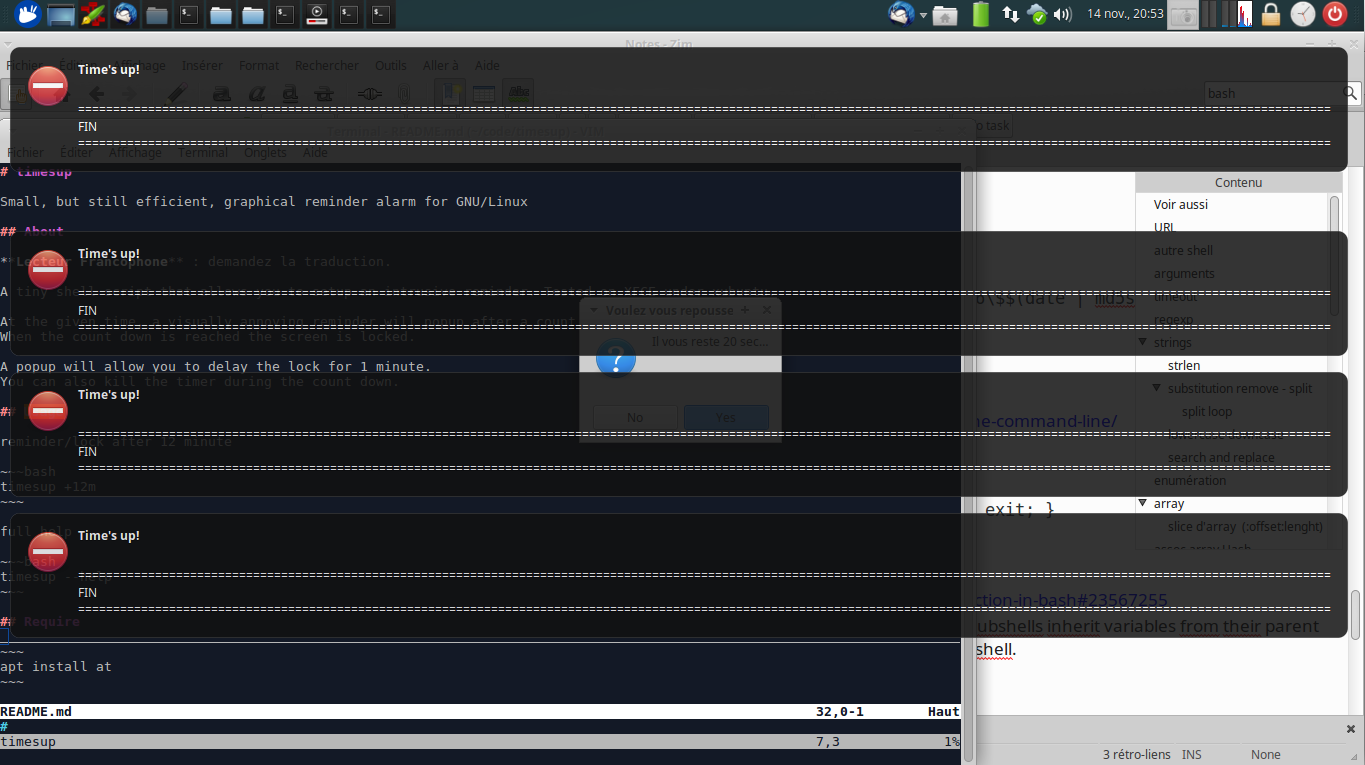 14 nov., 20:53
Notes - Zim
Fichier Édition Affichage Insérer Format Rechercher Outils Aller à Aide
bash
Time's up!
FIN
Fichier Éditer Affichage Terminal Onglets Aide
# timesup
Small, but still efficient, graphical reminder alarm for GNU/Linux
## About
**Lecteur Francophone** : demandez la traduction.
Time's up!
FIN
At the given time, a visually annoying reminder will popup after a count
When the count down is reached the screen is locked.
A popup will allow you to delay the lock for 1 minute.
You can also kill the timer during the count down.
Voulez vous repousse
Il vous reste 20 sec...
No Yes
Time's up!
FIN
reminder/lock after 12 minute
~~~bash
timesup +12m
~~~
full help
~~~bash
timesup --help
~~~
Time's up!
FIN
## Require
~~~
apt install at
~~~
README.md 32,0-1 Haut
#
timesup 7,3 1%
o task
Contenu
Voir aussi
URL
autre shell
arguments
timeout
regexp
strings
strlen
substitution remove - split
split loop
search and replace
enumération
array
slice d'array (:offset:lenght)
assoc array Hash
o\$$(date | md5s
ne-command-line/
exit; }
ction-in-bash#23567255
ubshells inherit variables from their parent
shell.
3 rétro-liens INS None